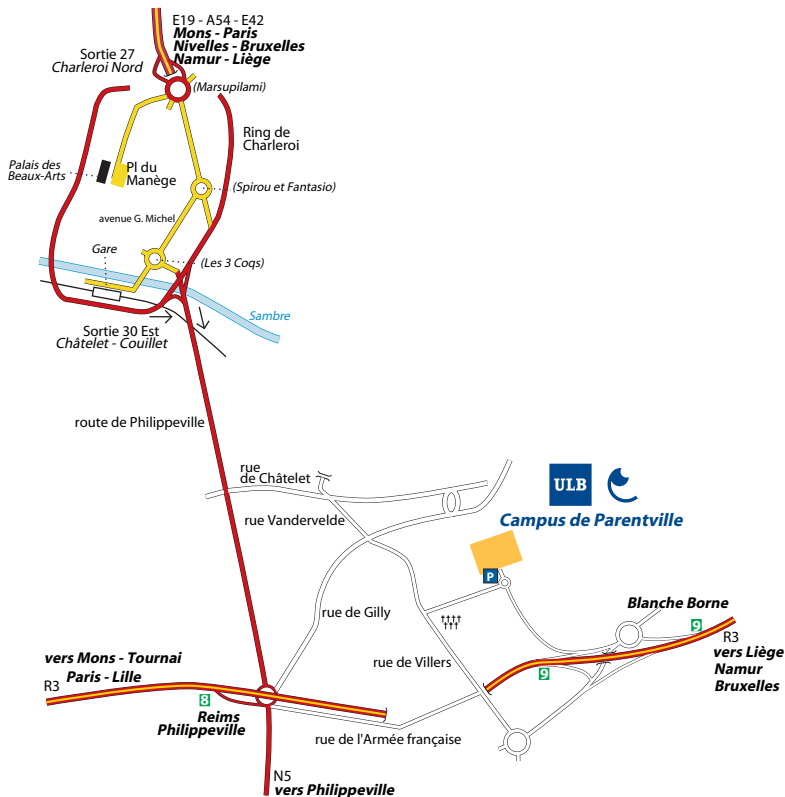 E19 - A54 - E42
Mons - Paris
Nivelles - Bruxelles
Namur - Liège
Sortie 27
Charleroi Nord
(Marsupilami)
Ring de
Charleroi
Palais des
Beaux-Arts
Pl du
Manège
(Spirou et Fantasio)
avenue G. Michel
Gare
(Les 3 Coqs)
Sambre
Sortie 30 Est
Châtelet - Couillet
route de Philippeville
rue
de Châtelet
rue Vandervelde
ULB
Campus de Parentville
P
rue de Gilly
Blanche Borne
9
R3
vers Liège
Namur
Bruxelles
rue de Villers
9
vers Mons - Tournai
Paris - Lille
R3
8
Reims
Philippeville
rue de l'Armée française
N5
vers Philippeville